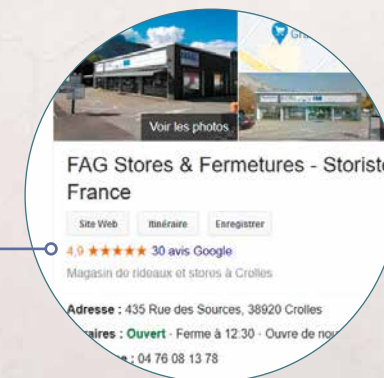 Voir les photos
FAG Stores & Fermetures - Storiste
France
Site Web Itinéraire Enregistrer
4,9 ★★★★★ 30 avis Google
Magasin de rideaux et stores à Crolles
Adresse : 435 Rue des Sources, 38920 Crolles
Ouvert · Ferme à 12:30 · Ouvre de
04 76 08 13 78